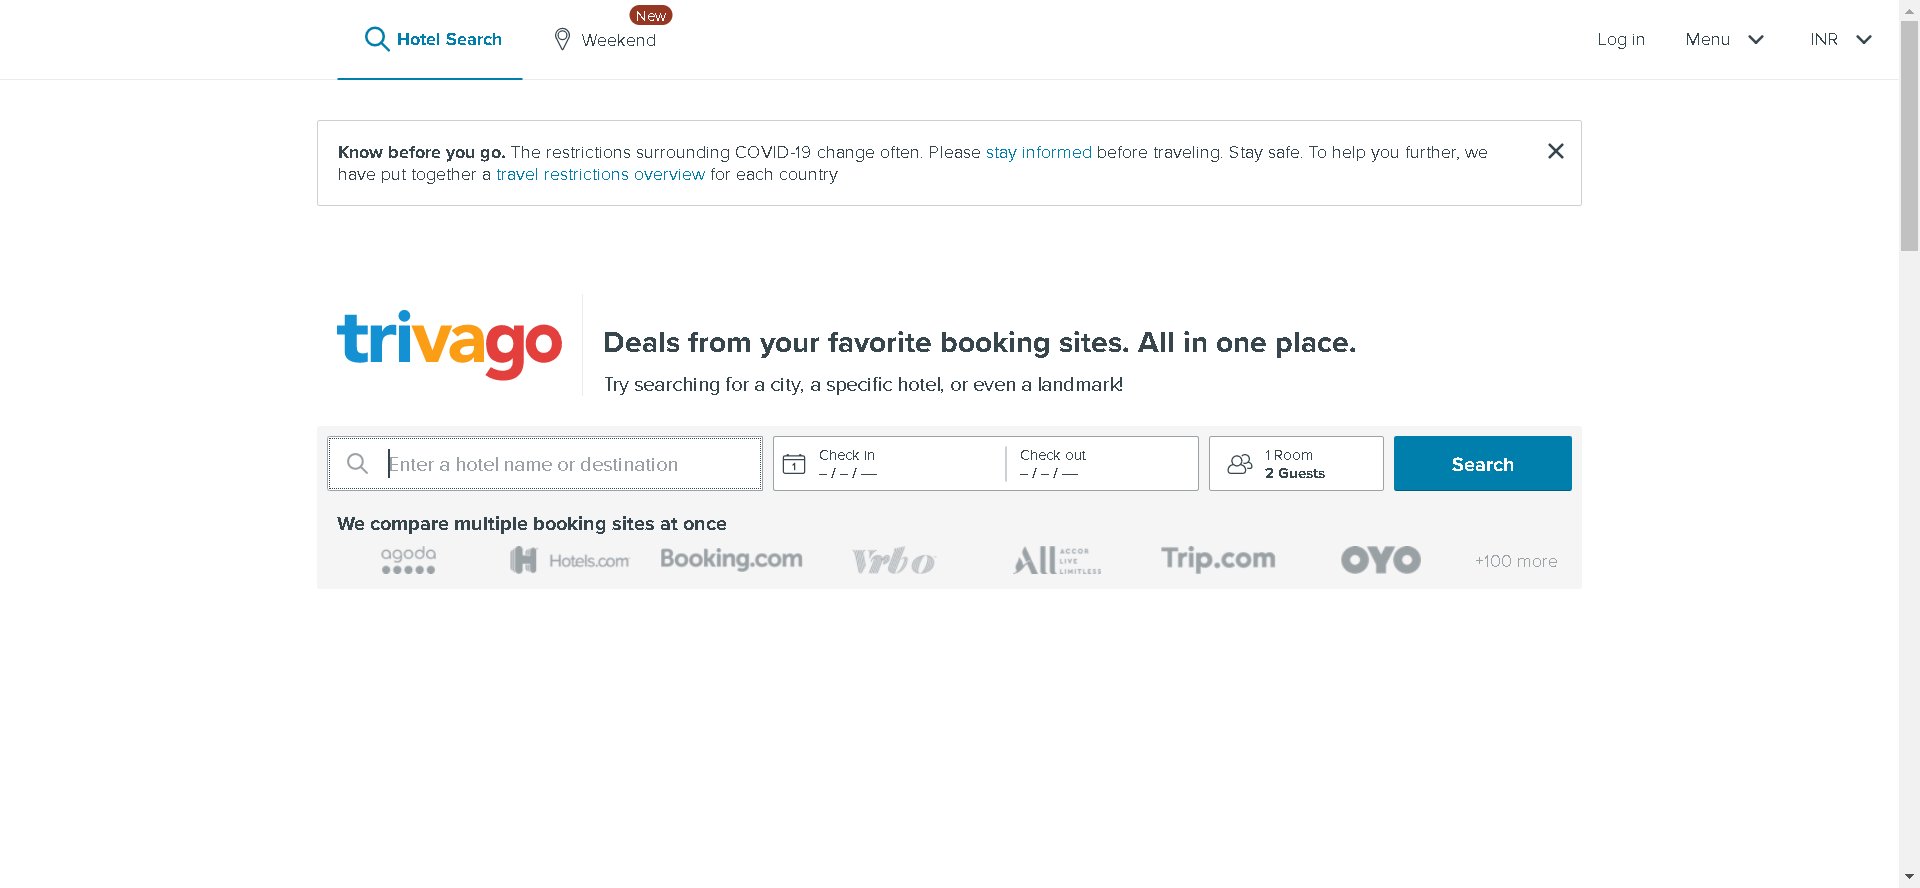 New
Hotel Search
Weekend
Log in
Menu
INR
Know before you go. The restrictions surrounding COVID-19 change often. Please stay informed before traveling. Stay safe. To help you further, we
have put together a travel restrictions overview for each country
trivago
Deals from your favorite booking sites. All in one place.
Try searching for a city, a specific hotel, or even a landmark!
Enter a hotel name or destination
1
Check in
– / – / —
Check out
– / – / —
1 Room
2 Guests
Search
We compare multiple booking sites at once
agoda
H Hotels.com
Booking.com
Vrbo
All ACCOR
LIVE
LIMITLESS
Trip.com
OYO
+100 more